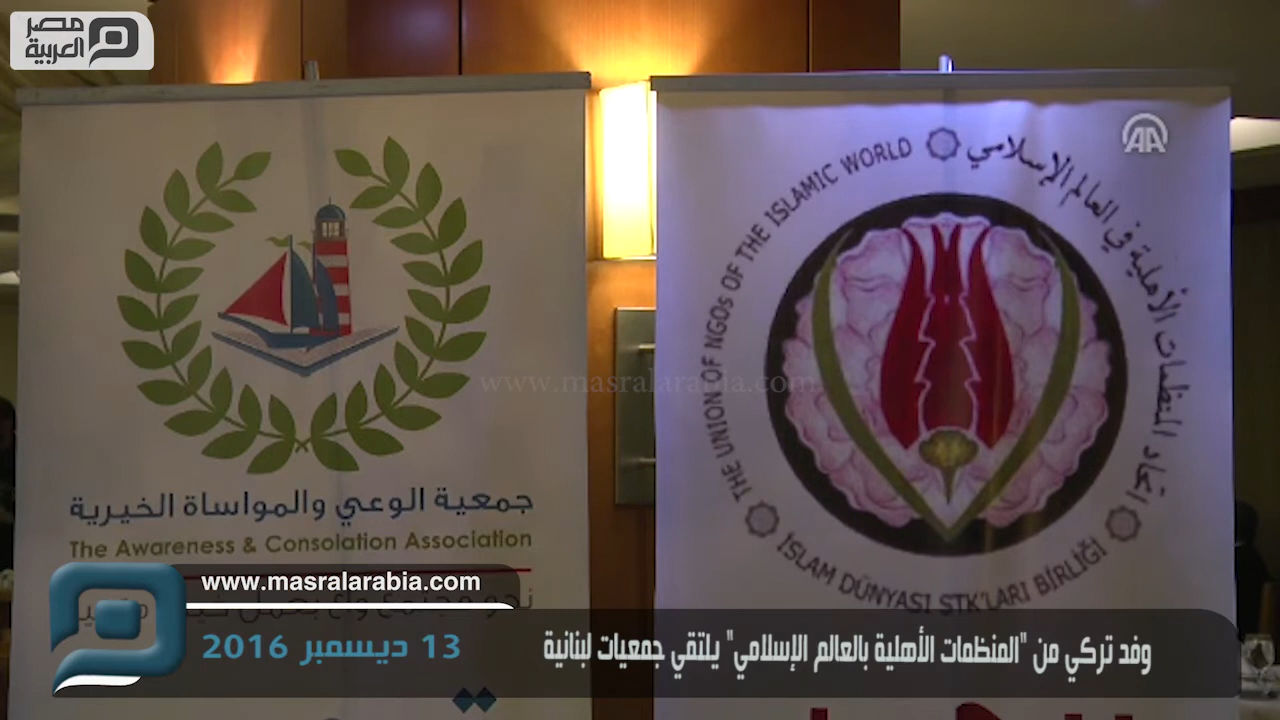 مصر
العربية
AA
THE UNION OF NGOs OF THE ISLAMIC WORLD
اتحاد المنظمات الأهلية في العالم الإسلامي
İSLAM DÜNYASI STK'LARI BİRLİĞİ
www.masralarabia.com
جمعية الوعي والمواساة الخيرية
The Awareness & Consolation Association
www.masralarabia.com
13 ديسمبر 2016
وفد تركي من "المنظمات الأهلية بالعالم الإسلامي" يلتقي جمعيات لبنانية